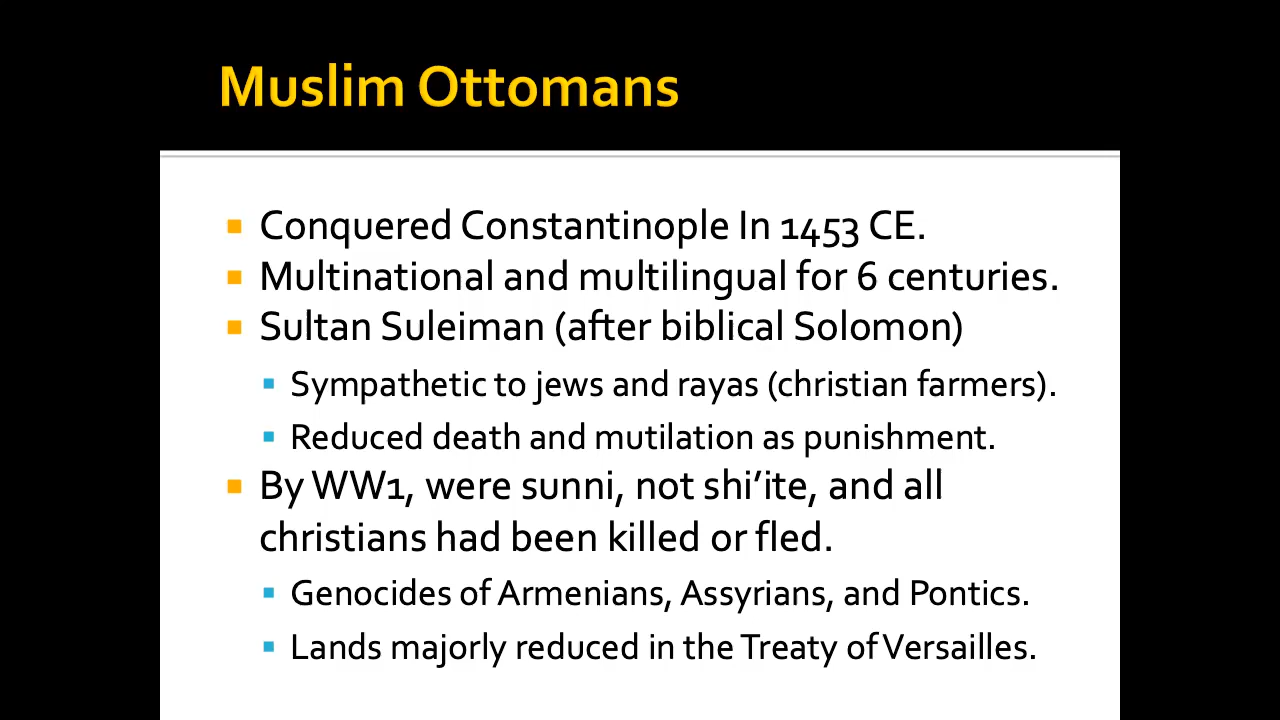 Muslim Ottomans
Conquered Constantinople In 1453 CE.
Multinational and multilingual for 6 centuries.
Sultan Suleiman (after biblical Solomon)
Sympathetic to jews and rayas (christian farmers).
Reduced death and mutilation as punishment.
By WW1, were sunni, not shi’ite, and all
christians had been killed or fled.
Genocides of Armenians, Assyrians, and Pontics.
Lands majorly reduced in the Treaty of Versailles.